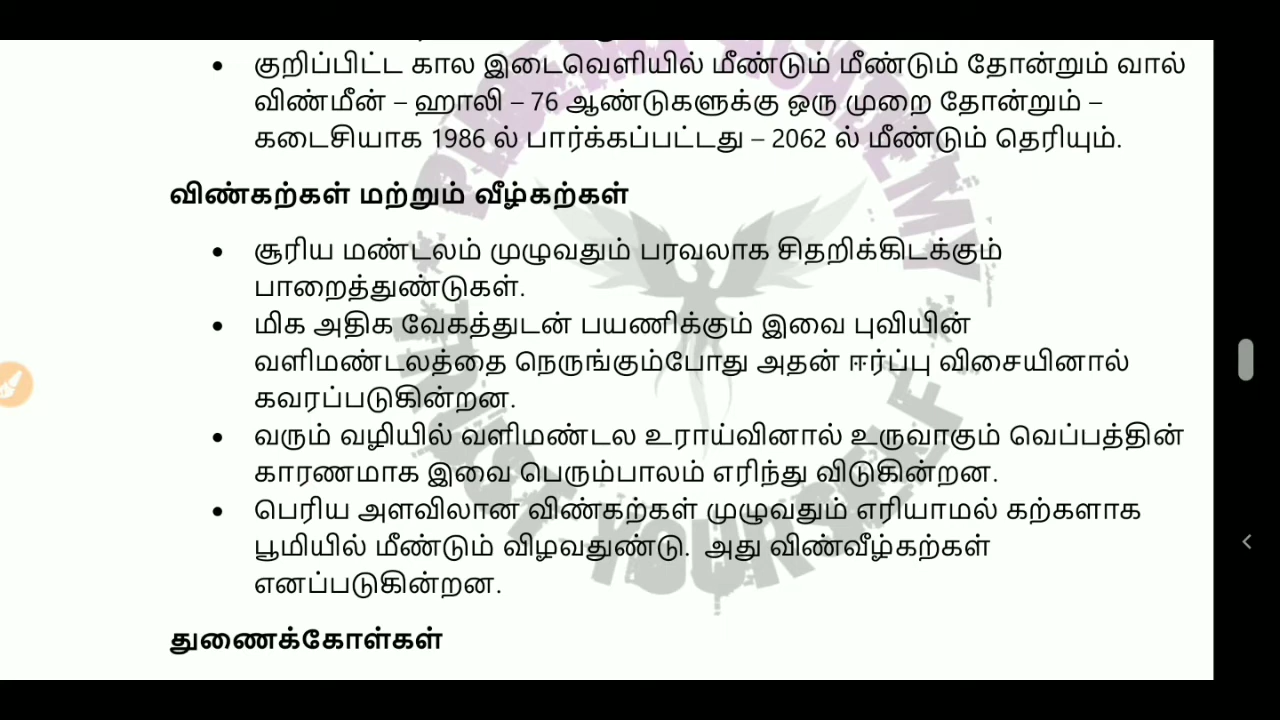 குறிப்பிட்ட கால இடைவெளியில் மீண்டும் மீண்டும் தோன்றும் வால்
விண்மீன் – ஹாலி – 76 ஆண்டுகளுக்கு ஒரு முறை தோன்றும் –
கடைசியாக 1986 ல் பார்க்கப்பட்டது – 2062 ல் மீண்டும் தெரியும்.
விண்கற்கள் மற்றும் வீழ்கற்கள்
சூரிய மண்டலம் முழுவதும் பரவலாக சிதறிக்கிடக்கும்
பாறைத்துண்டுகள்.
மிக அதிக வேகத்துடன் பயணிக்கும் இவை புவியின்
வளிமண்டலத்தை நெருங்கும்போது அதன் ஈர்ப்பு விசையினால்
கவரப்படுகின்றன.
வரும் வழியில் வளிமண்டல உராய்வினால் உருவாகும் வெப்பத்தின்
காரணமாக இவை பெரும்பாலம் எரிந்து விடுகின்றன.
பெரிய அளவிலான விண்கற்கள் முழுவதும் எரியாமல் கற்களாக
பூமியில் மீண்டும் விழவதுண்டு. அது விண்வீழ்கற்கள்
எனப்படுகின்றன.
துணைக்கோள்கள்
YOURSELF